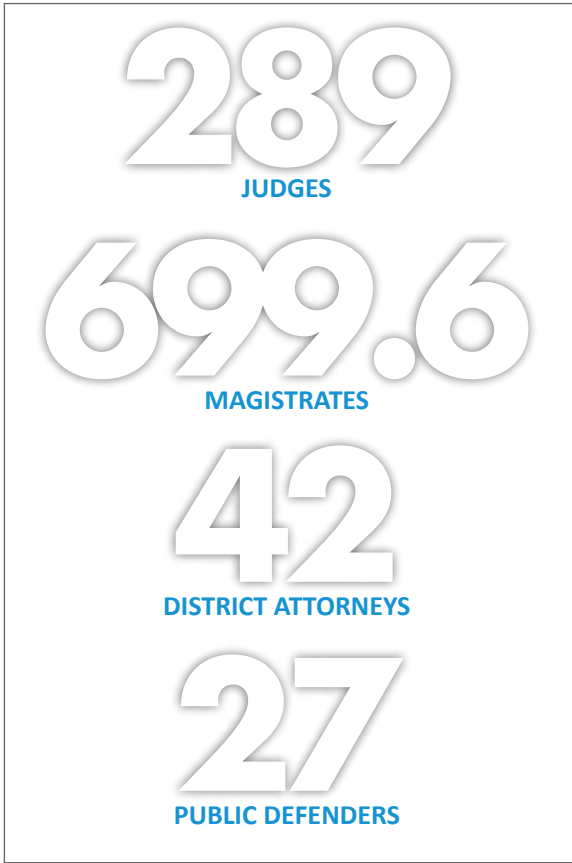 289
JUDGES
699.6
MAGISTRATES
42
DISTRICT ATTORNEYS
27
PUBLIC DEFENDERS